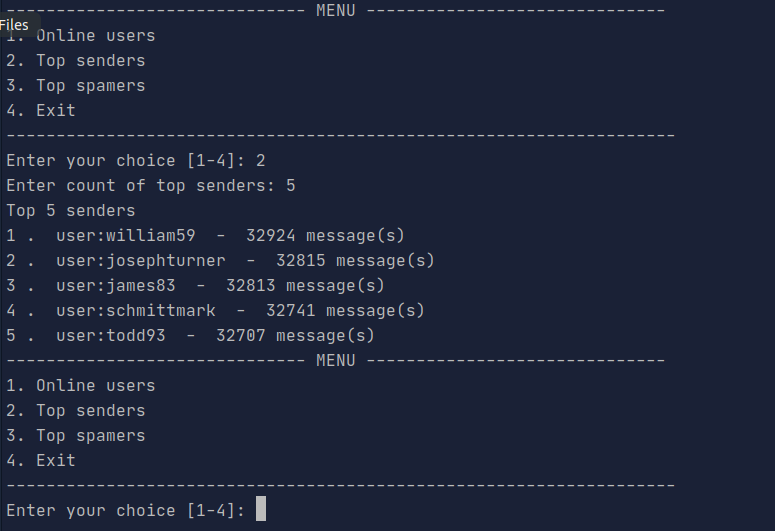 ------------------------------ MENU ------------------------------
Files
1. Online users
2. Top senders
3. Top spamers
4. Exit
-------------------------------------------------------------------
Enter your choice [1-4]: 2
Enter count of top senders: 5
Top 5 senders
1 .  user:william59  -  32924 message(s)
2 .  user:josephturner  -  32815 message(s)
3 .  user:james83  -  32813 message(s)
4 .  user:schmittmark  -  32741 message(s)
5 .  user:todd93  -  32707 message(s)
------------------------------ MENU ------------------------------
1. Online users
2. Top senders
3. Top spamers
4. Exit
-------------------------------------------------------------------
Enter your choice [1-4]: